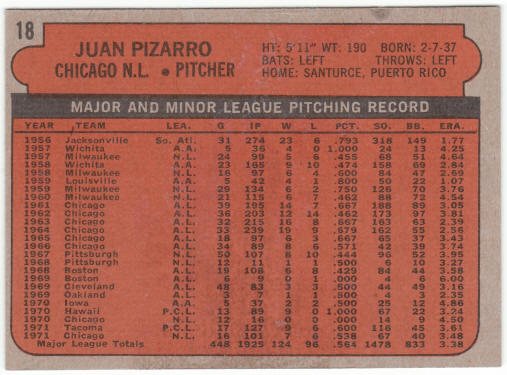 18
JUAN PIZARRO HT: 5'11" WT: 190 BORN: 2-7-37
CHICAGO N.L. • PITCHER BATS: LEFT THROWS: LEFT
HOME: SANTURCE, PUERTO RICO
MAJOR AND MINOR LEAGUE PITCHING RECORD
YEAR TEAM LEA. G IP W L PCT. SO. BB. ERA.
1956 Jacksonville So. Atl. 31 274 23 6 .793 318 149 1.77
1957 Wichita A.A. 5 36 4 0 1.000 24 13 4.25
1957 Milwaukee N.L. 24 99 5 6 .455 68 51 4.64
1958 Wichita A.A. 23 165 9 10 .474 158 69 2.84
1958 Milwaukee N.L. 16 97 6 4 .600 84 47 2.69
1959 Louisville A.A. 5 42 4 1 .800 50 22 1.07
1959 Milwaukee N.L. 29 134 6 2 .750 126 70 3.76
1960 Milwaukee N.L. 21 115 6 7 .462 88 72 4.54
1961 Chicago A.L. 39 195 14 7 .667 188 89 3.05
1962 Chicago A.L. 36 203 12 14 .462 173 97 3.81
1963 Chicago A.L. 32 215 16 8 .667 163 63 2.39
1964 Chicago A.L. 33 239 19 9 .679 162 55 2.56
1965 Chicago A.L. 18 97 6 3 .667 65 37 3.43
1966 Chicago A.L. 34 89 8 6 .571 42 39 3.74
1967 Pittsburgh N.L. 50 107 8 10 .444 96 52 3.95
1968 Pittsburgh N.L. 12 11 1 1 .500 6 10 3.27
1968 Boston A.L. 19 108 6 8 .429 84 44 3.58
1969 Boston A.L. 6 9 0 1 .000 4 6 6.00
1969 Cleveland A.L. 48 83 3 3 .500 44 49 3.16
1969 Oakland A.L. 3 7 1 1 .500 4 3 2.35
1970 Iowa A.A. 5 37 2 2 .500 25 12 4.86
1970 Hawaii P.C.L. 13 89 9 0 1.000 67 22 3.24
1970 Chicago N.L. 12 16 0 0 .000 14 9 4.50
1971 Tacoma P.C.L. 17 127 9 6 .600 116 45 3.61
1971 Chicago N.L. 16 101 7 6 .538 67 40 3.48
Major League Totals 448 1925 124 96 .564 1478 833 3.38